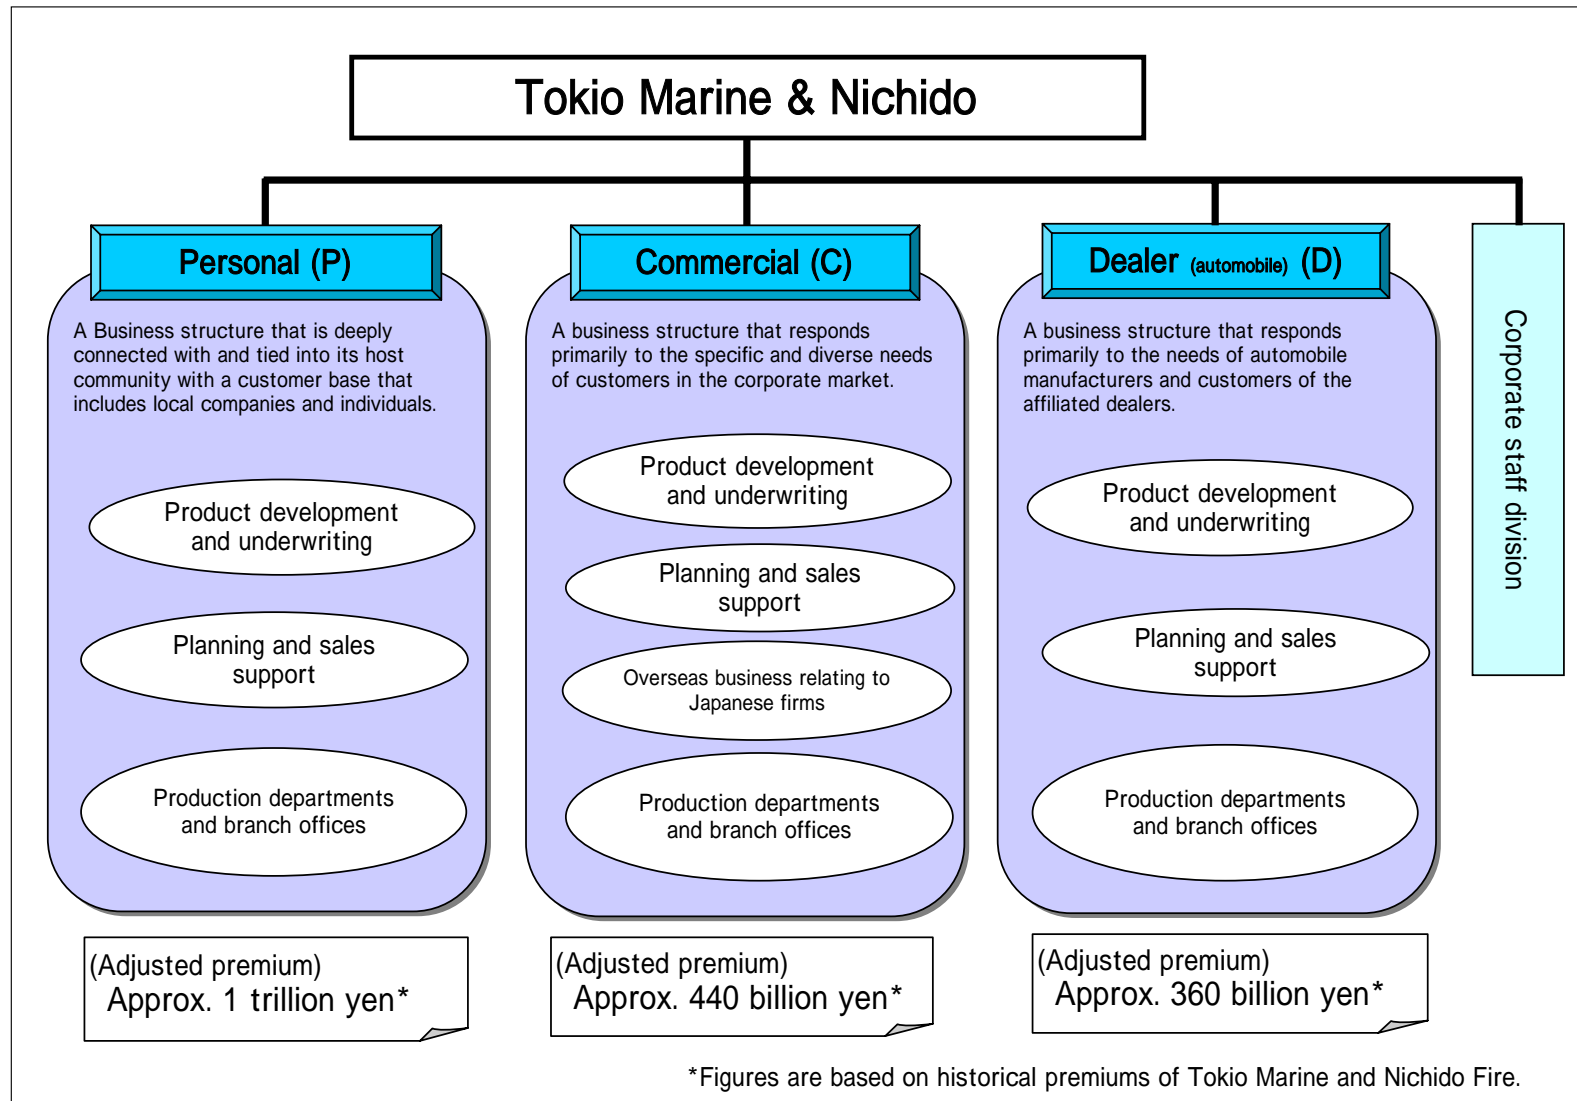 Tokio Marine & Nichido
Personal (P)
A Business structure that is deeply
connected with and tied into its host
community with a customer base that
includes local companies and individuals.
Product development
and underwriting
Planning and sales
support
Production departments
and branch offices
(Adjusted premium)
Approx. 1 trillion yen*
Commercial (C)
A business structure that responds
primarily to the specific and diverse needs
of customers in the corporate market.
Product development
and underwriting
Planning and sales
support
Overseas business relating to
Japanese firms
Production departments
and branch offices
(Adjusted premium)
Approx. 440 billion yen*
Dealer (automobile) (D)
A business structure that responds
primarily to the needs of automobile
manufacturers and customers of the
affiliated dealers.
Product development
and underwriting
Planning and sales
support
Production departments
and branch offices
(Adjusted premium)
Approx. 360 billion yen*
Corporate staff division
*Figures are based on historical premiums of Tokio Marine and Nichido Fire.